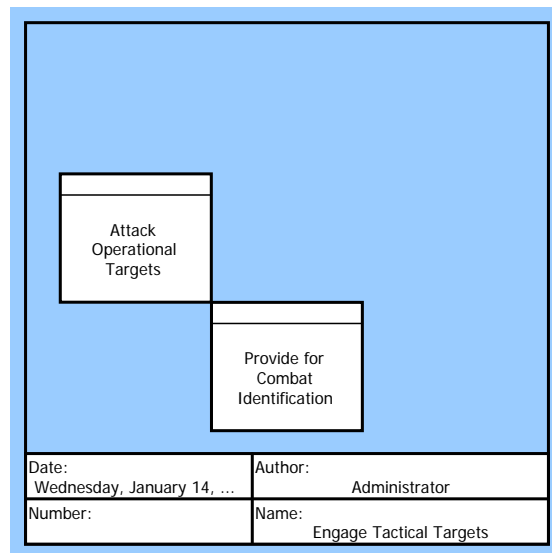 Attack
Operational
Targets
Provide for
Combat
Identification
Date:
Wednesday, January 14, ...
Author:
Administrator
Number:
Name:
Engage Tactical Targets